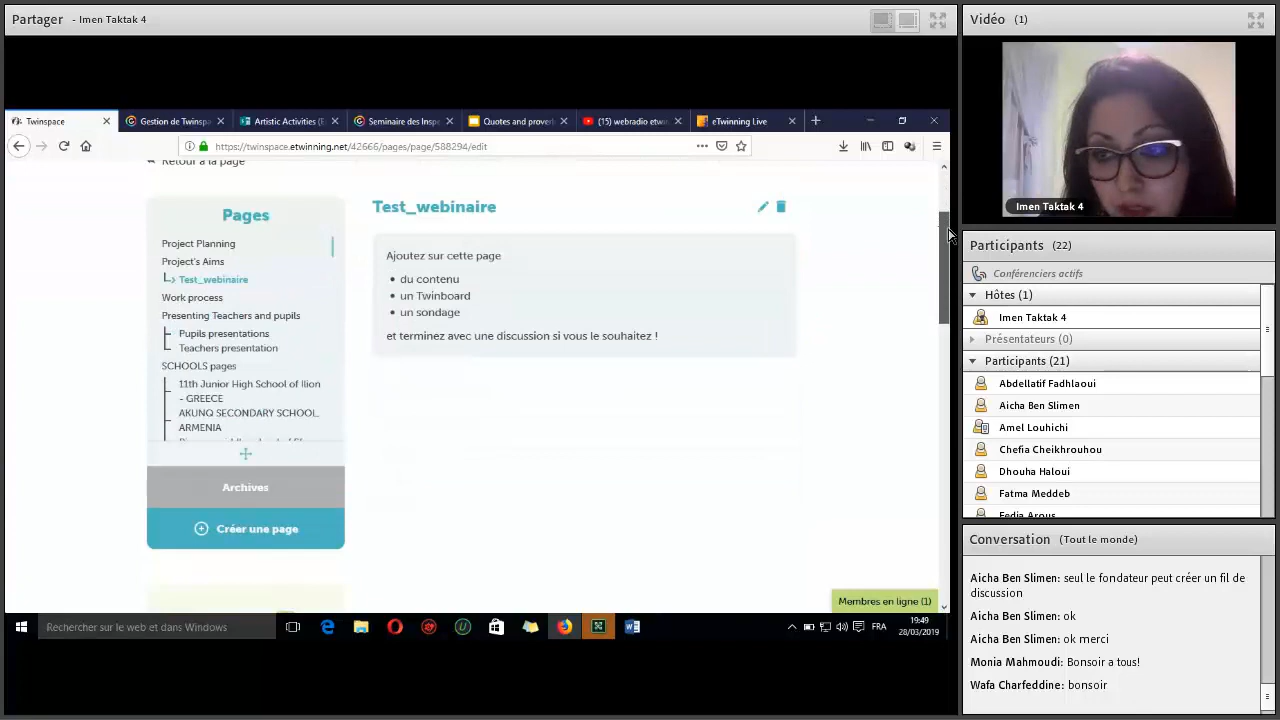 Partager - Imen Taktak 4
Twinspace
Gestion de Twinspa
Artistic Activities (E
Seminaire des Insp
Quotes and prover
(15) webradio etwi
eTwinning Live
https://twinspace.etwinning.net/42666/pages/page/588294/edit
Retour à la page
Pages
Project Planning
Project's Aims
Test_webinaire
Work process
Presenting Teachers and pupils
Pupils presentations
Teachers presentation
SCHOOLS pages
11th Junior High School of Ilion
- GREECE
AKUNQ SECONDARY SCHOOL,
ARMENIA
Archives
Créer une page
Test_webinaire
Ajoutez sur cette page
• du contenu
• un Twinboard
• un sondage
et terminez avec une discussion si vous le souhaitez !
Membres en ligne (1)
Rechercher sur le web et dans Windows
FRA
19:49
28/03/2019
Vidéo (1)
Imen Taktak 4
Participants (22)
Conférenciers actifs
Hôtes (1)
Imen Taktak 4
Présentateurs (0)
Participants (21)
Abdellatif Fadhlaoui
Aicha Ben Slimen
Amel Louhichi
Chefia Cheikhrouhou
Dhouha Haloui
Fatma Meddeb
Fedia Arous
Conversation (Tout le monde)
Aicha Ben Slimen: seul le fondateur peut créer un fil de
discussion
Aicha Ben Slimen: ok
Aicha Ben Slimen: ok merci
Monia Mahmoudi: Bonsoir a tous!
Wafa Charfeddine: bonsoir